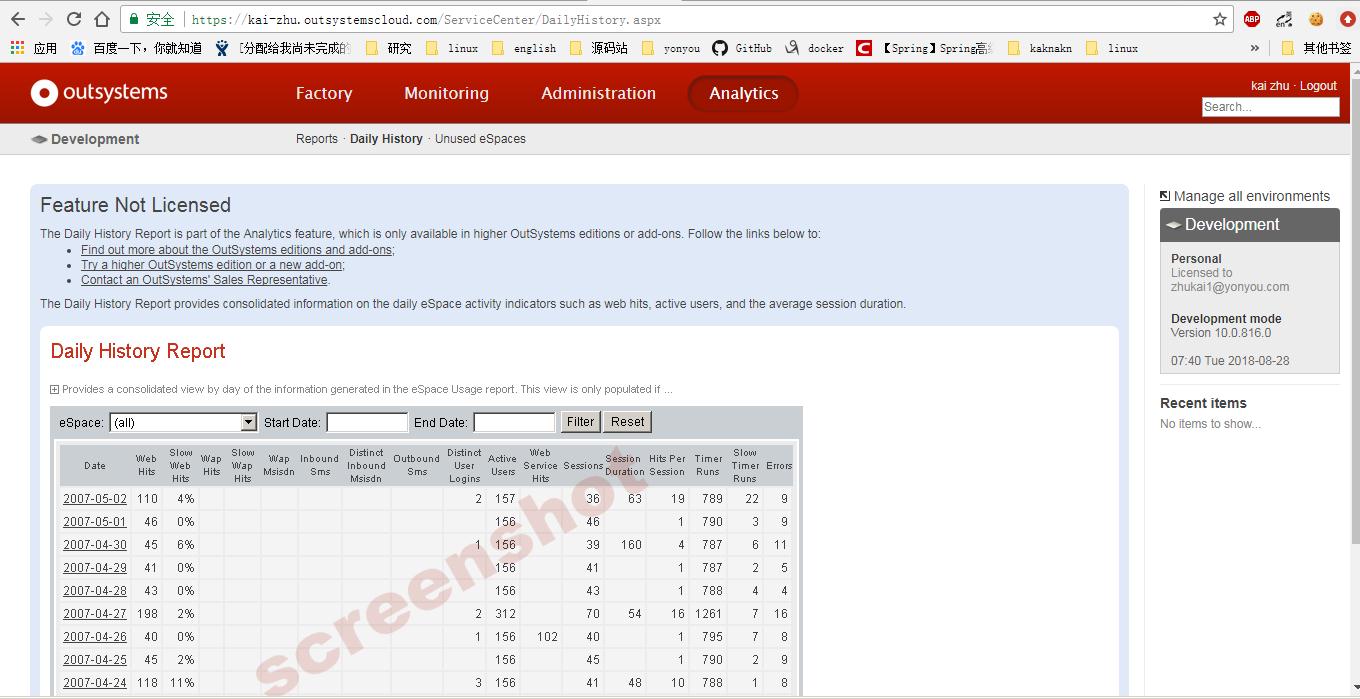 安全 https://kai-zhu.outsystemscloud.com/ServiceCenter/DailyHistory.aspx ABP en
应用 百度一下，你就知道 [分配给我尚未完成的 研究 linux english 源码站 yonyou GitHub docker C 【Spring】Spring高 kaknakn linux » 其他书签
outsystems Factory Monitoring Administration Analytics
kai zhu · Logout
Search...
Development Reports · Daily History · Unused eSpaces
Feature Not Licensed
The Daily History Report is part of the Analytics feature, which is only available in higher OutSystems editions or add-ons. Follow the links below to:
• Find out more about the OutSystems editions and add-ons;
• Try a higher OutSystems edition or a new add-on;
• Contact an OutSystems' Sales Representative.
The Daily History Report provides consolidated information on the daily eSpace activity indicators such as web hits, active users, and the average session duration.
Daily History Report
Provides a consolidated view by day of the information generated in the eSpace Usage report. This view is only populated if ...
eSpace: (all) Start Date: End Date: Filter Reset
Date Web Hits Slow Web Hits Wap Hits Slow Wap Hits Wap Msisdn Inbound Sms Distinct Inbound Msisdn Outbound Sms Distinct User Logins Active Users Web Service Hits Sessions Session Duration Hits Per Session Timer Runs Slow Timer Runs Errors
2007-05-02 110 4% 2 157 36 63 19 789 22 9
2007-05-01 46 0% 156 46 1 790 3 9
2007-04-30 45 6% 1 156 39 160 4 787 6 11
2007-04-29 41 0% 156 41 1 787 2 5
2007-04-28 43 0% 156 43 1 788 4 4
2007-04-27 198 2% 2 312 70 54 16 1261 7 16
2007-04-26 40 0% 1 156 102 40 1 795 7 8
2007-04-25 45 2% 156 45 1 790 2 9
2007-04-24 118 11% 3 156 41 48 10 788 1 8
screenshot
Manage all environments
Development
Personal
Licensed to
zhukai1@yonyou.com
Development mode
Version 10.0.816.0
07:40 Tue 2018-08-28
Recent items
No items to show...